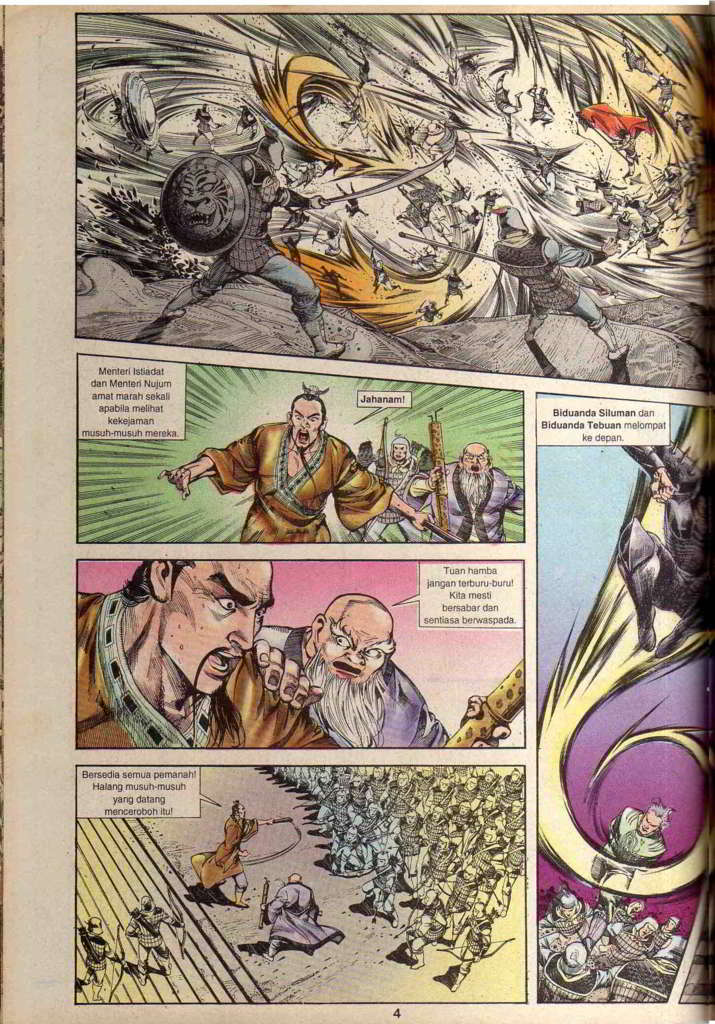 Menteri Istiadat
dan Menteri Nujum
amat marah sekali
apabila melihat
kekejaman
musuh-musuh mereka.
Jahanam!
Tuan hamba
jangan terburu-buru!
Kita mesti
bersabar dan
sentiasa berwaspada.
Bersedia semua pemanah!
Halang musuh-musuh
yang datang
menceroboh itu!
Biduanda Siluman dan
Biduanda Tebuan melompat
ke depan.
4